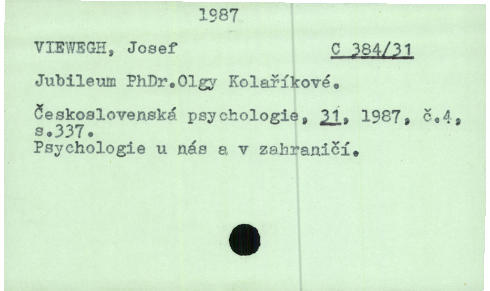 1987
VIEWEGH, Josef C 384/31
Jubileum PhDr.Olgy Kolaříkové.
Československá psychologie, 31, 1987, č.4,
s.337.
Psychologie u nás a v zahraničí.